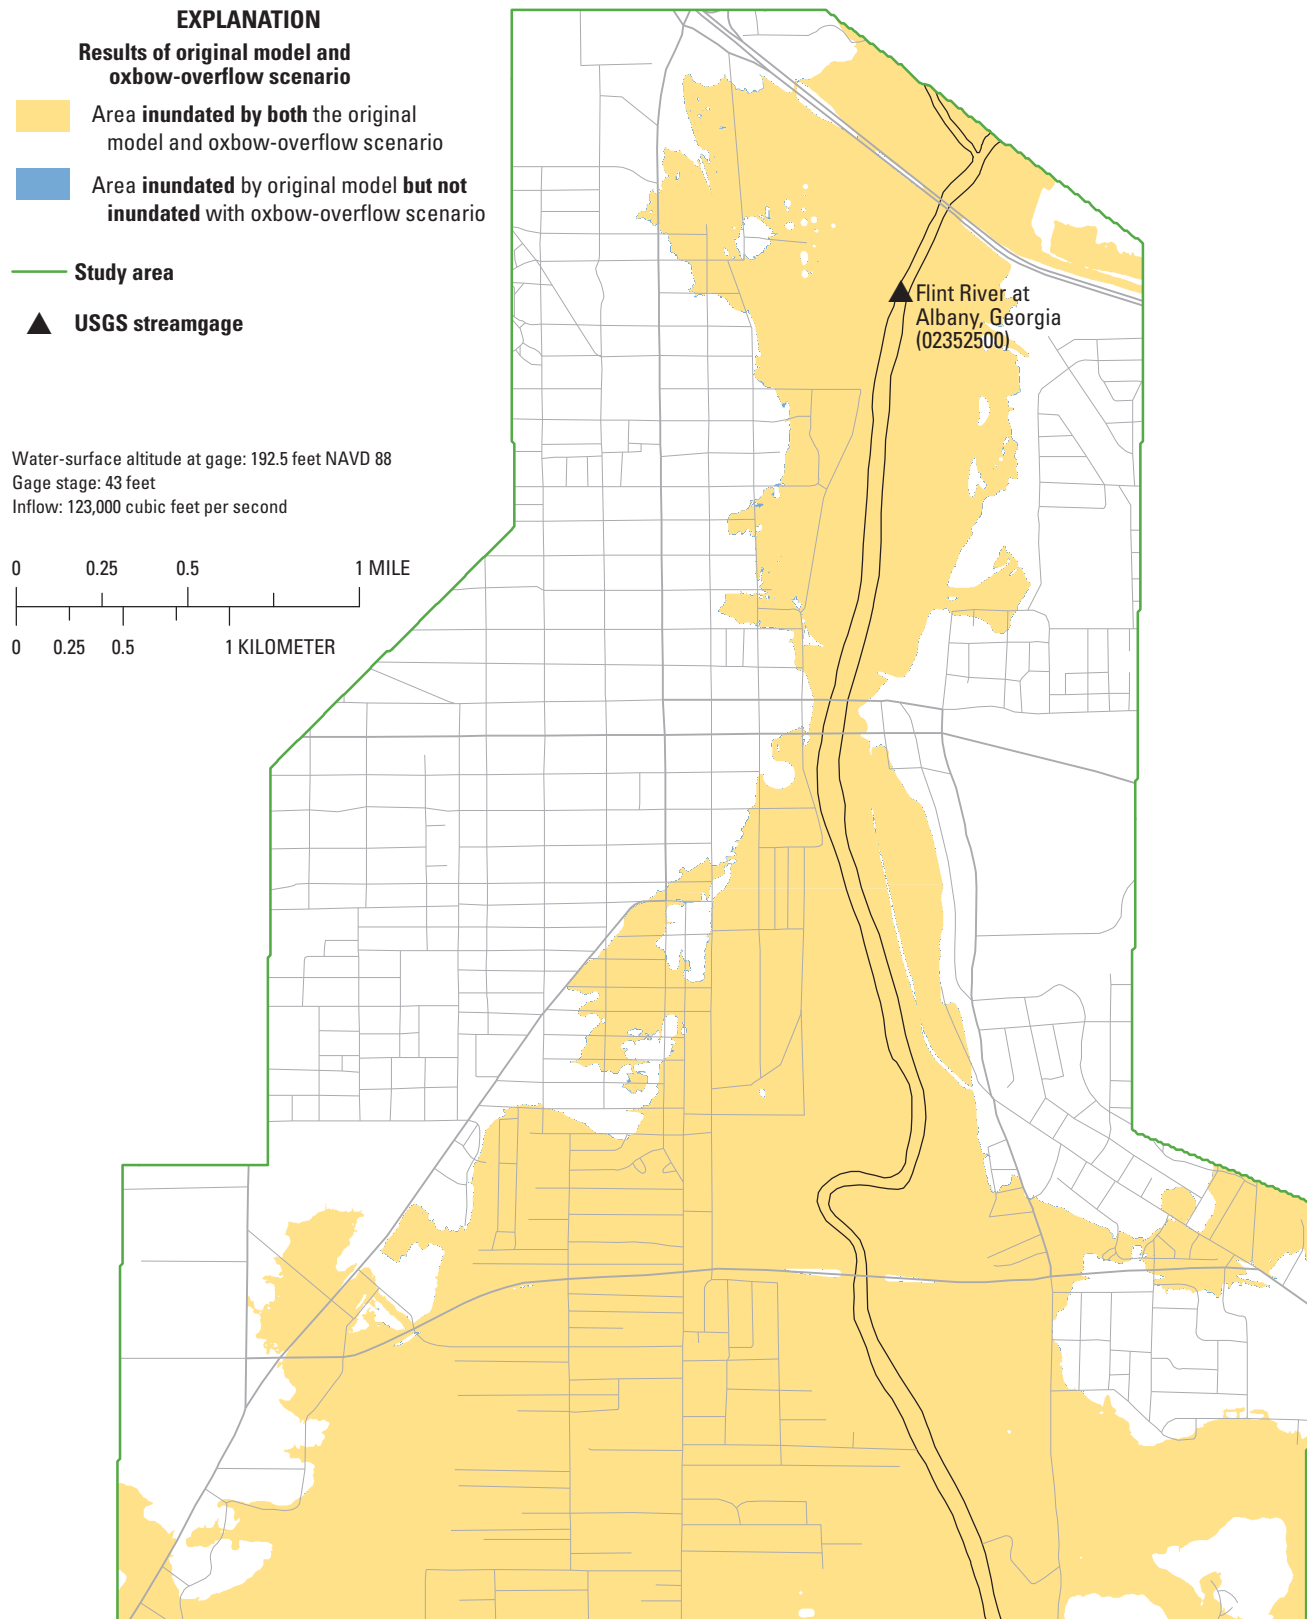 EXPLANATION
Results of original model and
oxbow-overflow scenario
Area inundated by both the original
model and oxbow-overflow scenario
Area inundated by original model but not
inundated with oxbow-overflow scenario
Study area
USGS streamgage
Water-surface altitude at gage: 192.5 feet NAVD 88
Gage stage: 43 feet
Inflow: 123,000 cubic feet per second
0 0.25 0.5 1 MILE
0 0.25 0.5 1 KILOMETER
Flint River at
Albany, Georgia
(02352500)